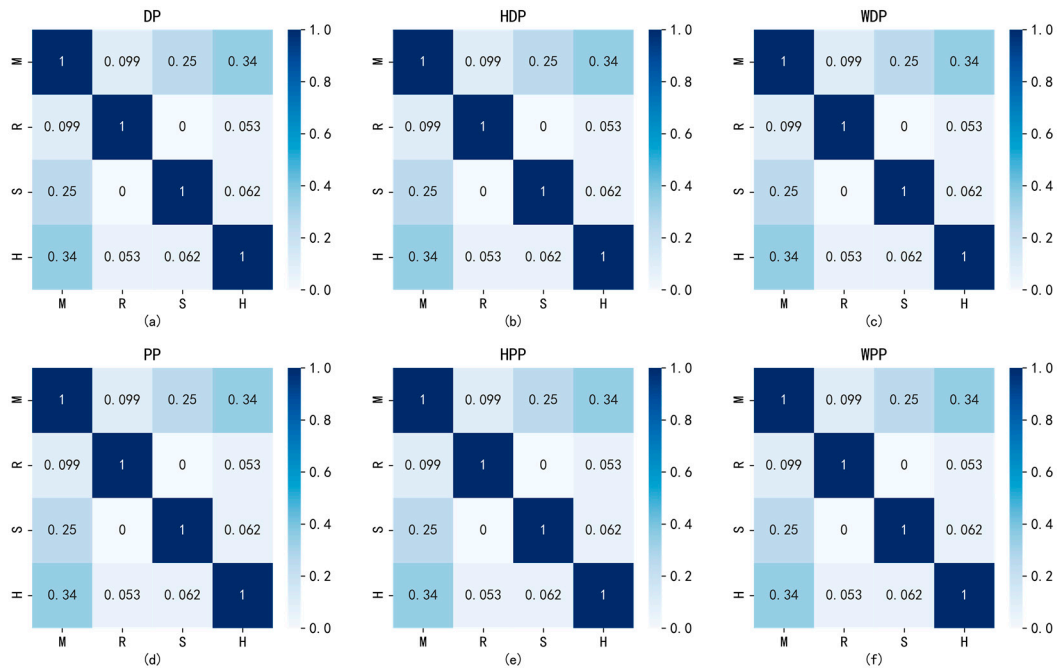 DP HDP WDP
M 1 0.099 0.25 0.34 1.0 M 1 0.099 0.25 0.34 1.0 M 1 0.099 0.25 0.34 1.0
0.8 0.8 0.8
R 0.099 1 0 0.053 0.6 R 0.099 1 0 0.053 0.6 R 0.099 1 0 0.053 0.6
S 0.25 0 1 0.062 0.4 S 0.25 0 1 0.062 0.4 S 0.25 0 1 0.062 0.4
H 0.34 0.053 0.062 1 0.2 H 0.34 0.053 0.062 1 0.2 H 0.34 0.053 0.062 1 0.2
0.0 0.0 0.0
M R S H M R S H M R S H
(a) (b) (c)
PP HPP WPP
M 1 0.099 0.25 0.34 1.0 M 1 0.099 0.25 0.34 1.0 M 1 0.099 0.25 0.34 1.0
0.8 0.8 0.8
R 0.099 1 0 0.053 0.6 R 0.099 1 0 0.053 0.6 R 0.099 1 0 0.053 0.6
S 0.25 0 1 0.062 0.4 S 0.25 0 1 0.062 0.4 S 0.25 0 1 0.062 0.4
H 0.34 0.053 0.062 1 0.2 H 0.34 0.053 0.062 1 0.2 H 0.34 0.053 0.062 1 0.2
0.0 0.0 0.0
M R S H M R S H M R S H
(d) (e) (f)